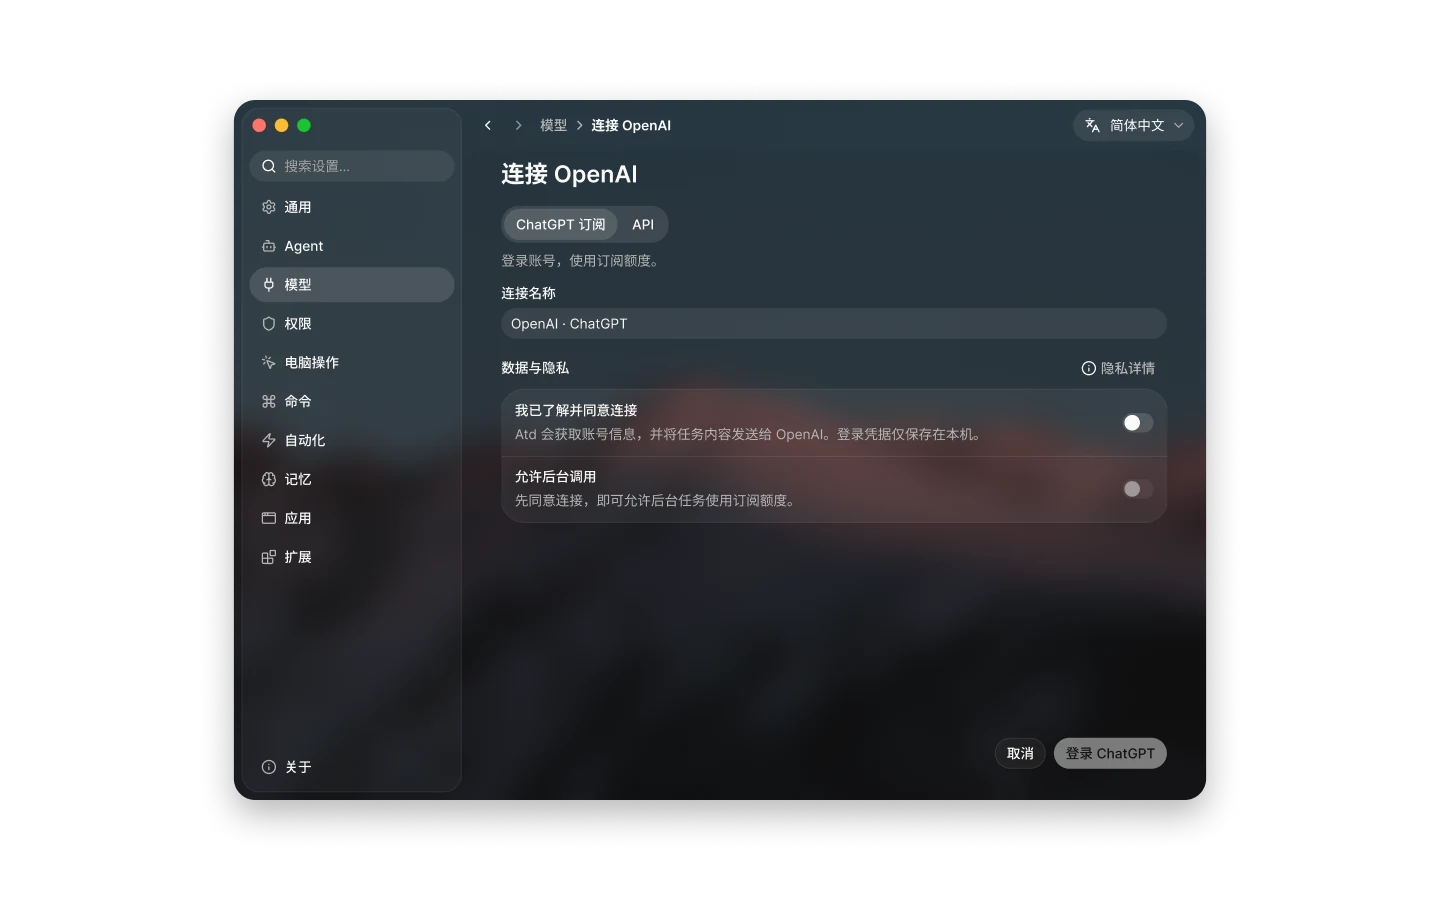 搜索设置...
通用
Agent
模型
权限
电脑操作
命令
自动化
记忆
应用
扩展
关于
模型 > 连接 OpenAI
简体中文
连接 OpenAI
ChatGPT 订阅 API
登录账号，使用订阅额度。
连接名称
OpenAI · ChatGPT
数据与隐私
隐私详情
我已了解并同意连接
Atd 会获取账号信息，并将任务内容发送给 OpenAI。登录凭据仅保存在本机。
允许后台调用
先同意连接，即可允许后台任务使用订阅额度。
取消
登录 ChatGPT